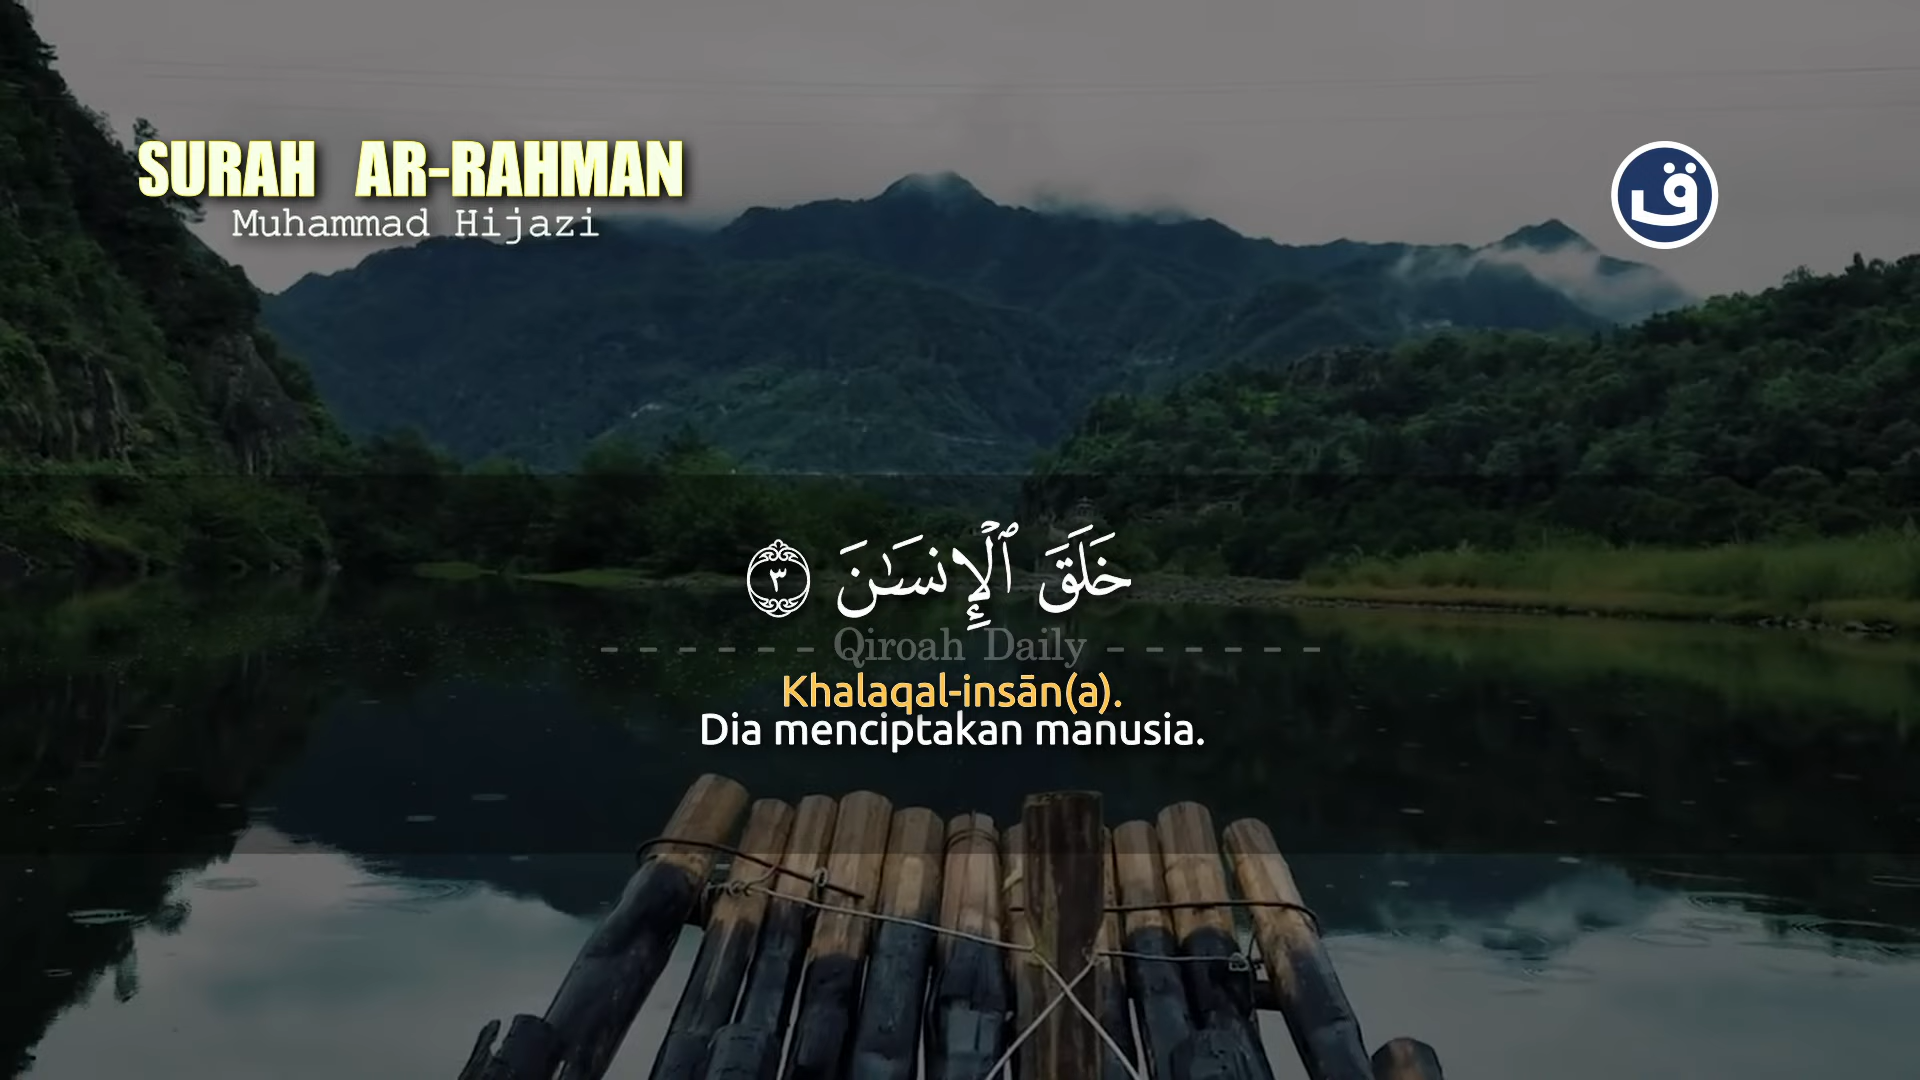 SURAH AR-RAHMAN
Muhammad Hijazi
ق
خَلَقَ ٱلْإِنسَـٰنَ ٣
- - - - - - Qiroah Daily - - - - - -
Khalaqal-insān(a).
Dia menciptakan manusia.